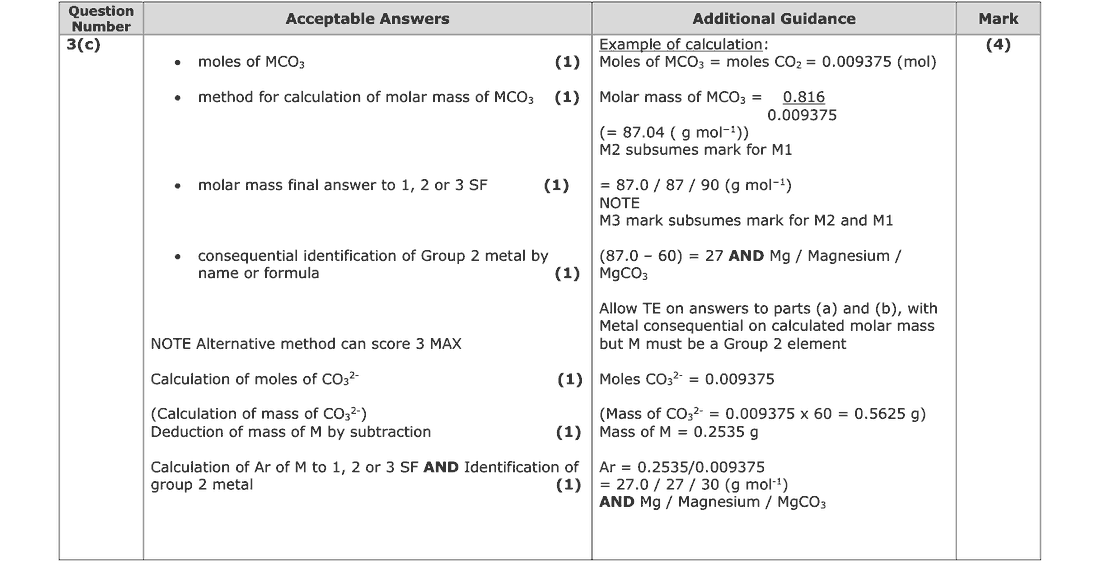 Question Number
Acceptable Answers
Additional Guidance
Mark
3(c)
• moles of MCO₃ (1)
• method for calculation of molar mass of MCO₃ (1)
• molar mass final answer to 1, 2 or 3 SF (1)
• consequential identification of Group 2 metal by
name or formula (1)
NOTE Alternative method can score 3 MAX
Calculation of moles of CO₃²⁻ (1)
(Calculation of mass of CO₃²⁻)
Deduction of mass of M by subtraction (1)
Calculation of Ar of M to 1, 2 or 3 SF AND Identification of
group 2 metal (1)
Example of calculation:
Moles of MCO₃ = moles CO₂ = 0.009375 (mol)
Molar mass of MCO₃ = 0.816
0.009375
(= 87.04 ( g mol⁻¹))
M2 subsumes mark for M1
= 87.0 / 87 / 90 (g mol⁻¹)
NOTE
M3 mark subsumes mark for M2 and M1
(87.0 – 60) = 27 AND Mg / Magnesium /
MgCO₃
Allow TE on answers to parts (a) and (b), with
Metal consequential on calculated molar mass
but M must be a Group 2 element
Moles CO₃²⁻ = 0.009375
(Mass of CO₃²⁻ = 0.009375 x 60 = 0.5625 g)
Mass of M = 0.2535 g
Ar = 0.2535/0.009375
= 27.0 / 27 / 30 (g mol⁻¹)
AND Mg / Magnesium / MgCO₃
(4)